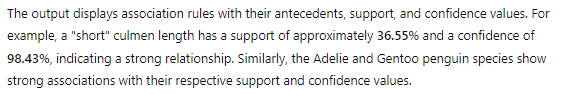 The output displays association rules with their antecedents, support, and confidence values. For
example, a "short" culmen length has a support of approximately 36.55% and a confidence of
98.43%, indicating a strong relationship. Similarly, the Adelie and Gentoo penguin species show
strong associations with their respective support and confidence values.